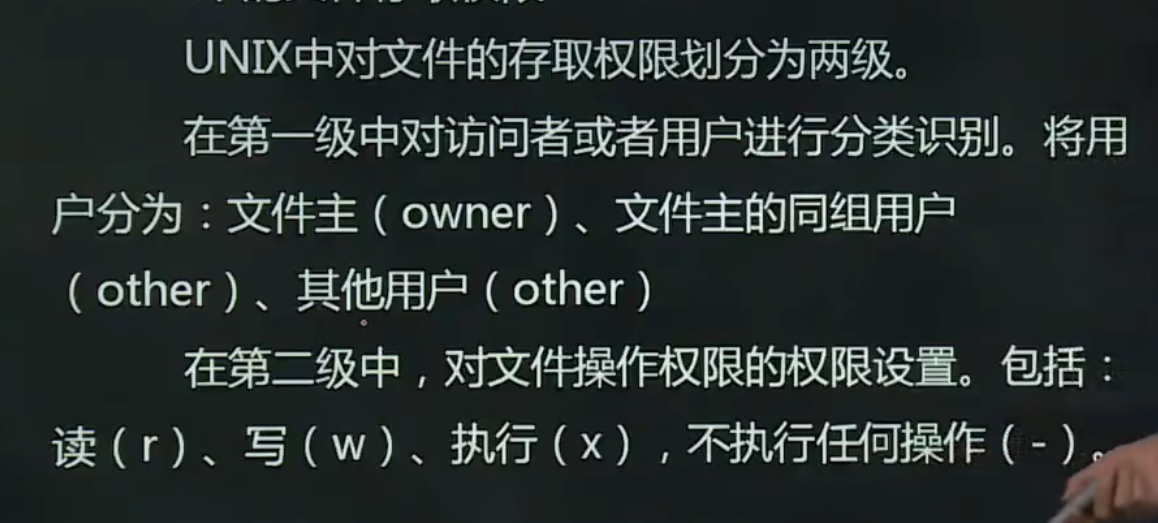 UNIX中对文件的存取权限划分为两级。
在第一级中对访问者或者用户进行分类识别。将用
户分为：文件主（owner）、文件主的同组用户
（other）、其他用户（other）
在第二级中，对文件操作权限的权限设置。包括：
读（r）、写（w）、执行（x），不执行任何操作（-）。